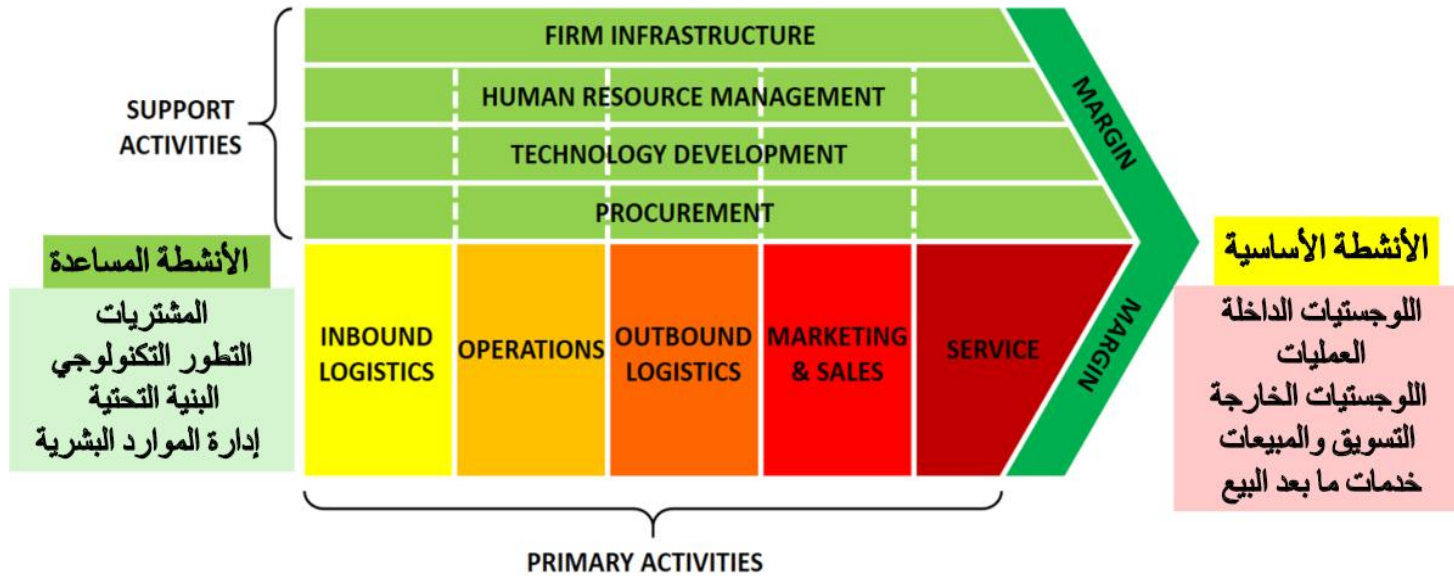 FIRM INFRASTRUCTURE
HUMAN RESOURCE MANAGEMENT
TECHNOLOGY DEVELOPMENT
PROCUREMENT
SUPPORT
ACTIVITIES
MARGIN
MARGIN
الأنشطة المساعدة
المشتريات
التطور التكنولوجي
البنية التحتية
إدارة الموارد البشرية
INBOUND
LOGISTICS
OPERATIONS
OUTBOUND
LOGISTICS
MARKETING
& SALES
SERVICE
الأنشطة الأساسية
اللوجستيات الداخلة
العمليات
اللوجستيات الخارجة
التسويق والمبيعات
خدمات ما بعد البيع
PRIMARY ACTIVITIES